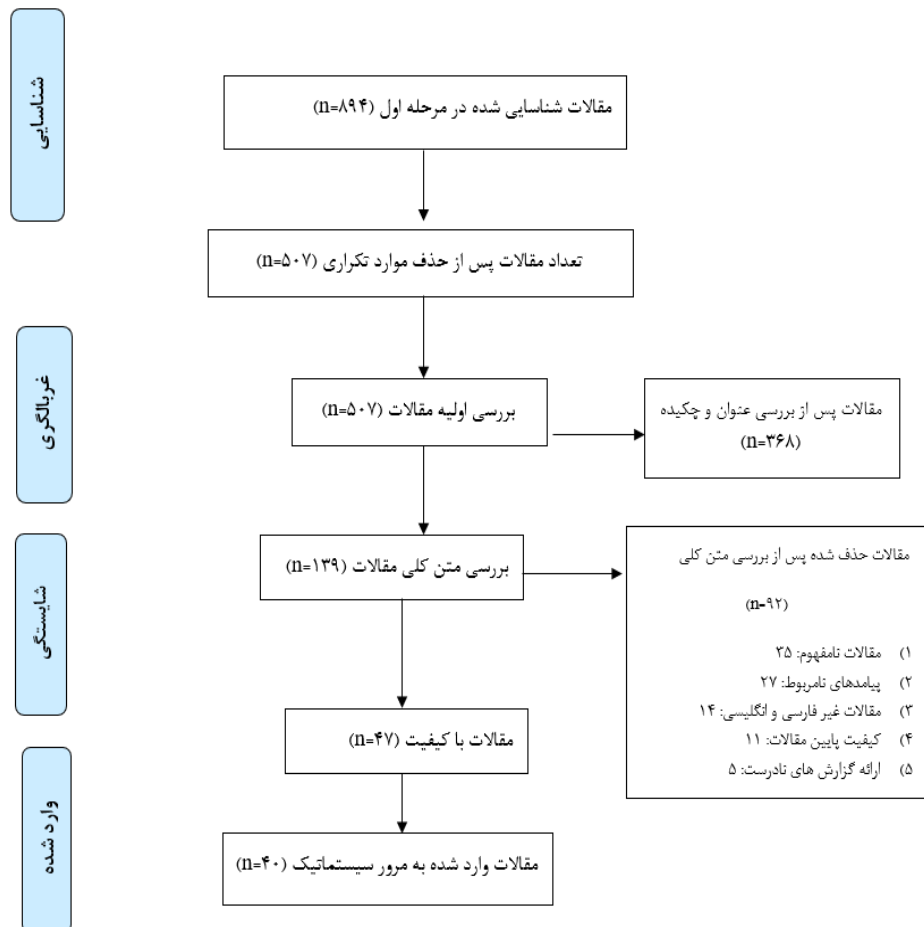 شناسایی
مقالات شناسایی شده در مرحله اول (n=۸۹۴)
تعداد مقالات پس از حذف موارد تکراری (n=۵۰۷)
غربالگری
بررسی اولیه مقالات (n=۵۰۷)
مقالات پس از بررسی عنوان و چکیده
(n=۳۶۸)
شایستگی
بررسی متن کلی مقالات (n=۱۳۹)
مقالات حذف شده پس از بررسی متن کلی
(n=۹۲)
۱) مقالات نامفهوم: ۳۵
۲) پیامدهای نامربوط: ۲۷
۳) مقالات غیر فارسی و انگلیسی: ۱۴
۴) کیفیت پایین مقالات: ۱۱
۵) ارائه گزارش های نادرست: ۵
مقالات با کیفیت (n=۴۷)
وارد شده
مقالات وارد شده به مرور سیستماتیک (n=۴۰)